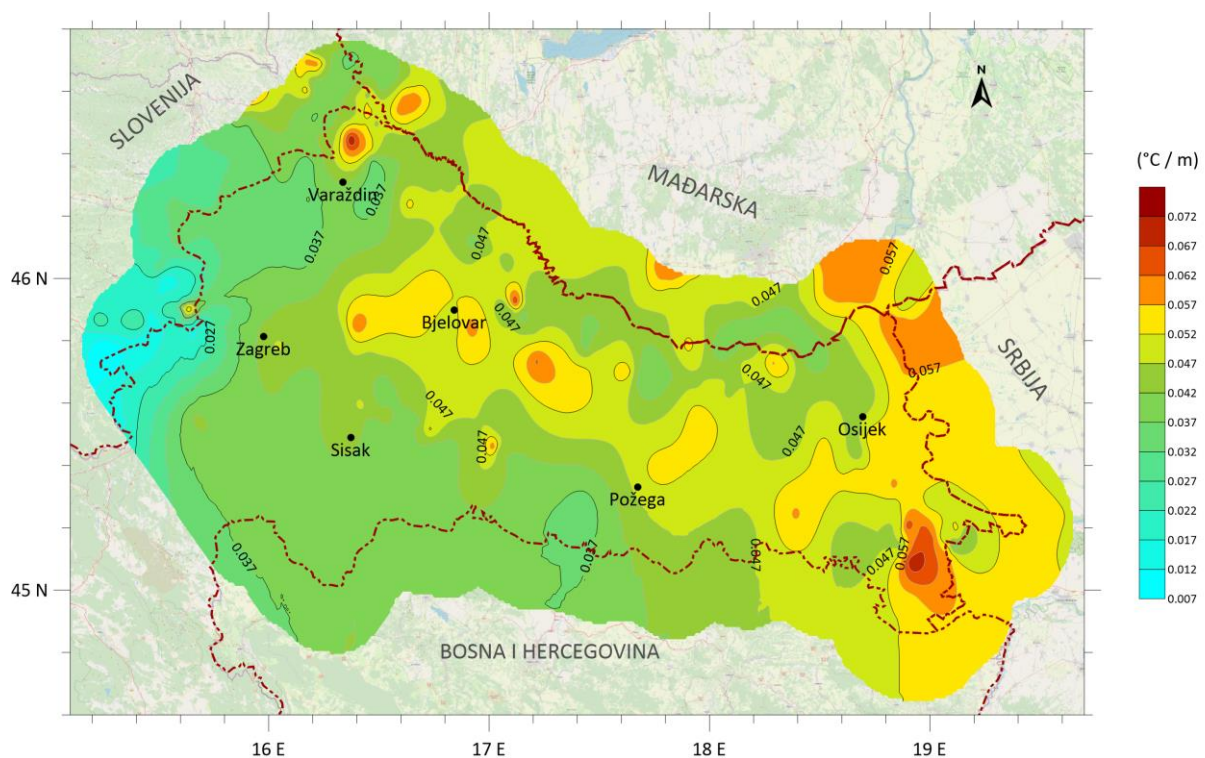 N
SLOVENIJA
MAĐARSKA
SRBIJA
BOSNA I HERCEGOVINA
Varaždin
Bjelovar
Zagreb
Sisak
Požega
Osijek
0.037
0.037
0.047
0.047
0.027
0.047
0.047
0.047
0.047
0.047
0.057
0.057
0.037
0.037
0.047
0.047
0.057
46 N
45 N
16 E
17 E
18 E
19 E
(°C / m)
0.072
0.067
0.062
0.057
0.052
0.047
0.042
0.037
0.032
0.027
0.022
0.017
0.012
0.007